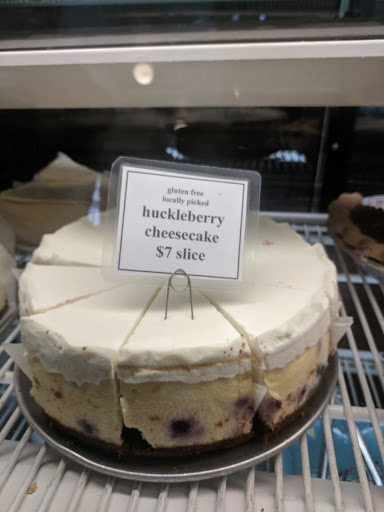 gluten free
locally picked
huckleberry
cheesecake
$7 slice